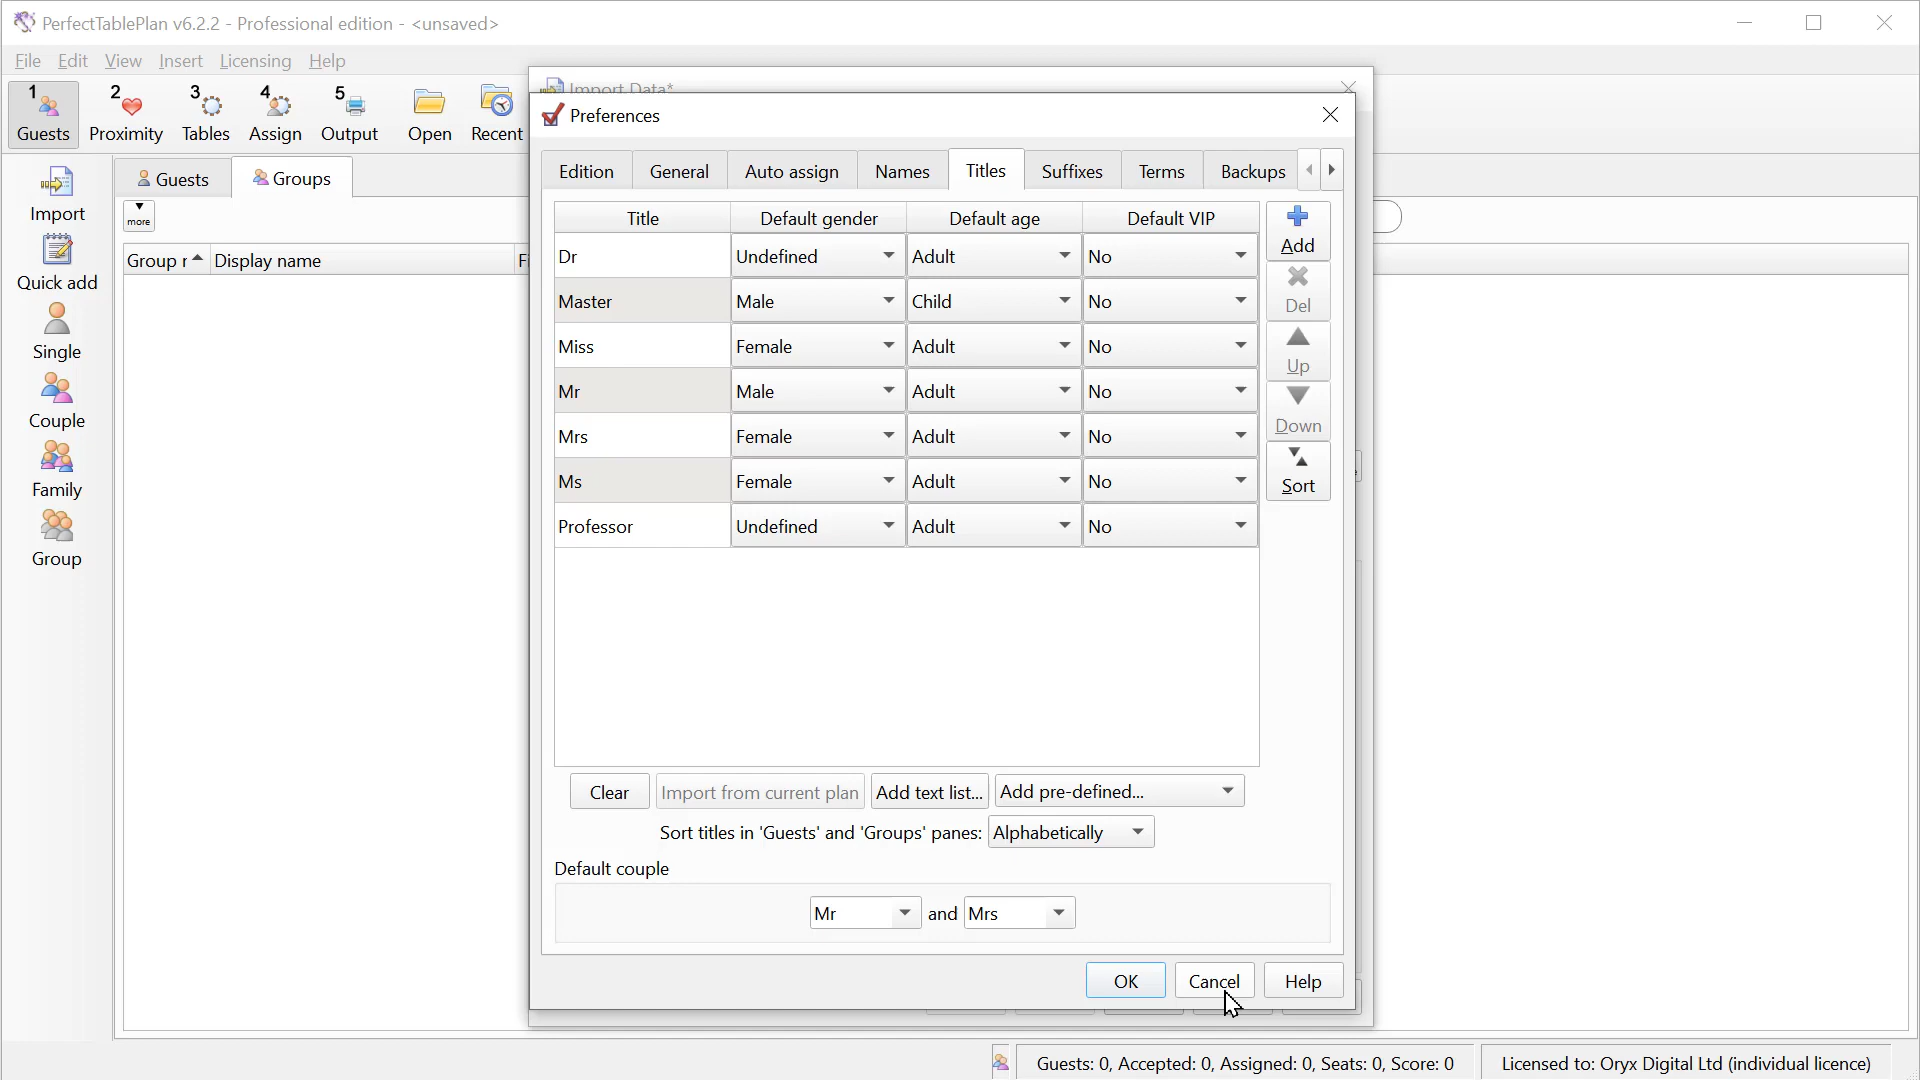 PerfectTablePlan v6.2.2 - Professional edition - <unsaved>
File Edit View Insert Licensing Help
1 Guests
2 Proximity
3 Tables
4 Assign
5 Output
Open
Recent
Import Data*
Preferences
Guests
Groups
Import
Quick add
Single
Couple
Family
Group
more
Group Display name
Edition General Auto assign Names Titles Suffixes Terms Backups
Title Default gender Default age Default VIP
Dr Undefined Adult No
Master Male Child No
Miss Female Adult No
Mr Male Adult No
Mrs Female Adult No
Ms Female Adult No
Professor Undefined Adult No
Add
Del
Up
Down
Sort
Clear Import from current plan Add text list... Add pre-defined...
Sort titles in 'Guests' and 'Groups' panes: Alphabetically
Default couple
Mr and Mrs
OK Cancel Help
Guests: 0, Accepted: 0, Assigned: 0, Seats: 0, Score: 0
Licensed to: Oryx Digital Ltd (individual licence)